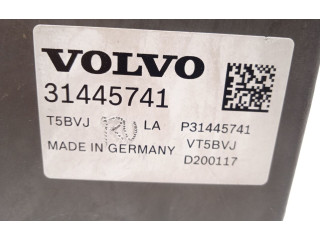 VOLVO
31445741
T5BVJ LA P31445741
MADE IN GERMANY VT5BVJ
D200117